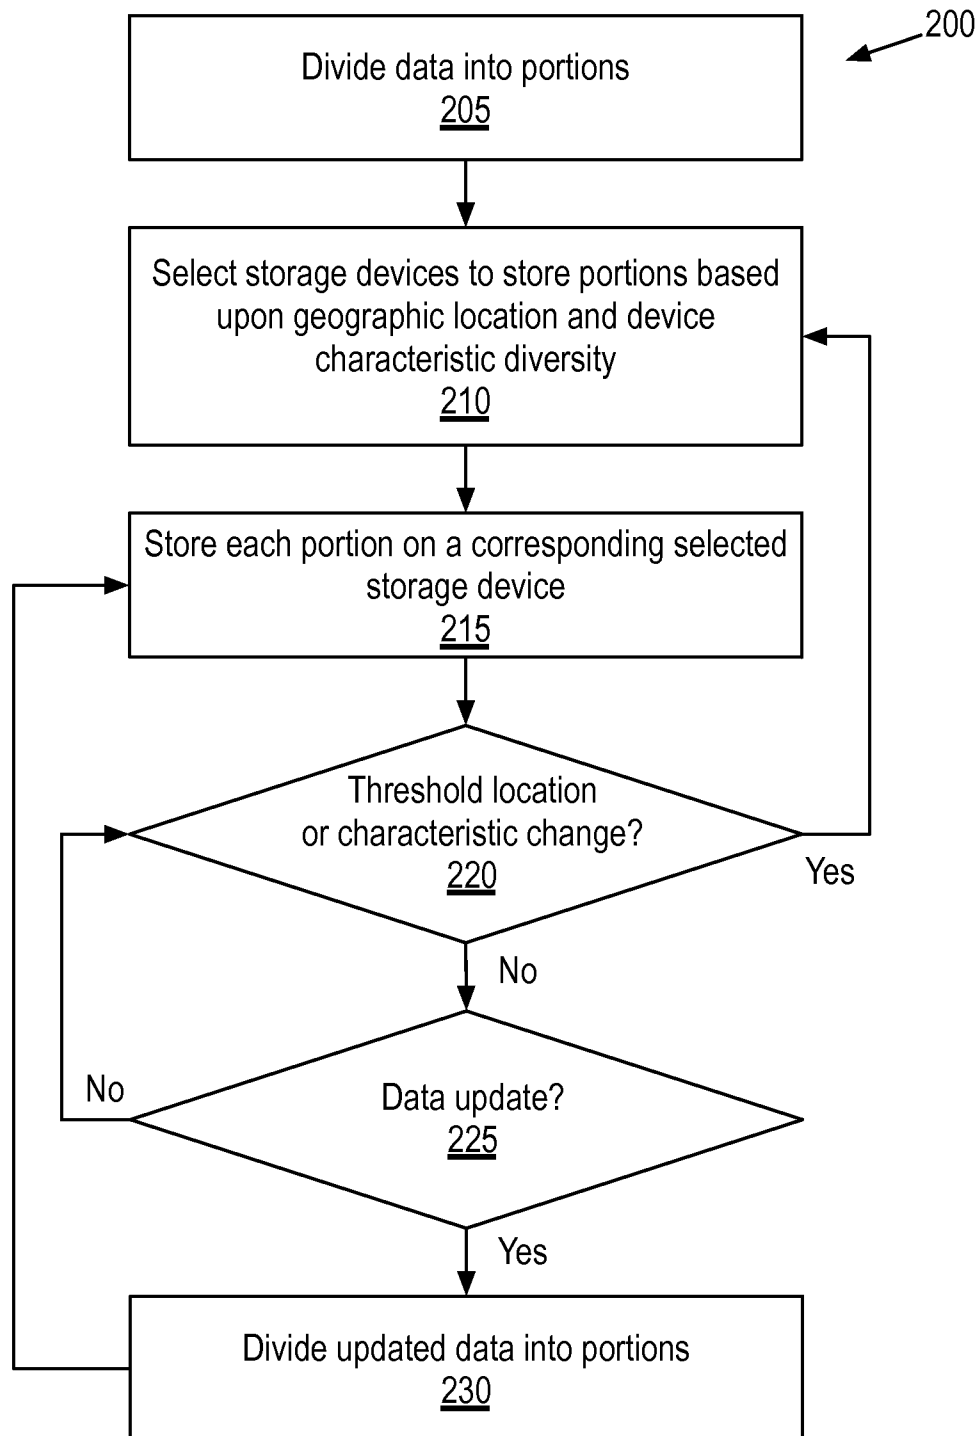 200
Divide data into portions
205
Select storage devices to store portions based
upon geographic location and device
characteristic diversity
210
Store each portion on a corresponding selected
storage device
215
Threshold location
or characteristic change?
220
Yes
No
Data update?
225
No
Yes
Divide updated data into portions
230